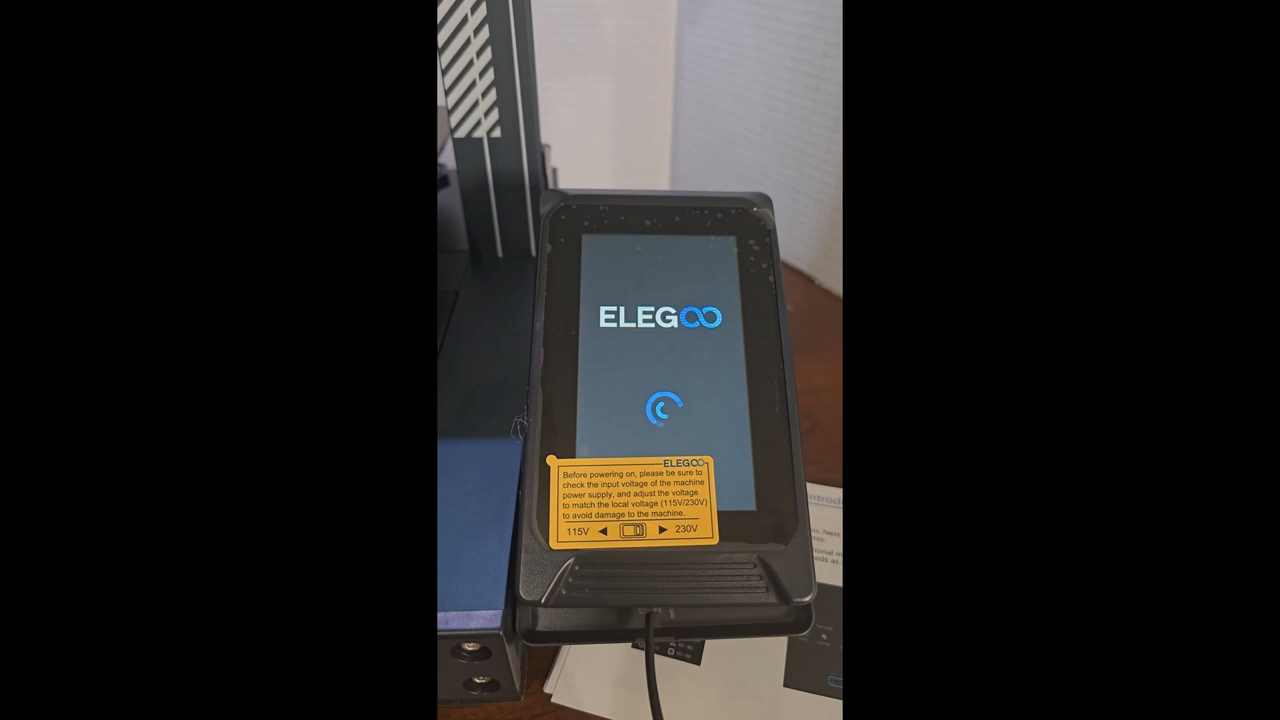 ELEGOO
ELEGOO
Before powering on, please be sure to
check the input voltage of the machine
power supply, and adjust the voltage
to match the local voltage (115V/230V)
to avoid damage to the machine.
115V ◄ ► 230V
Next